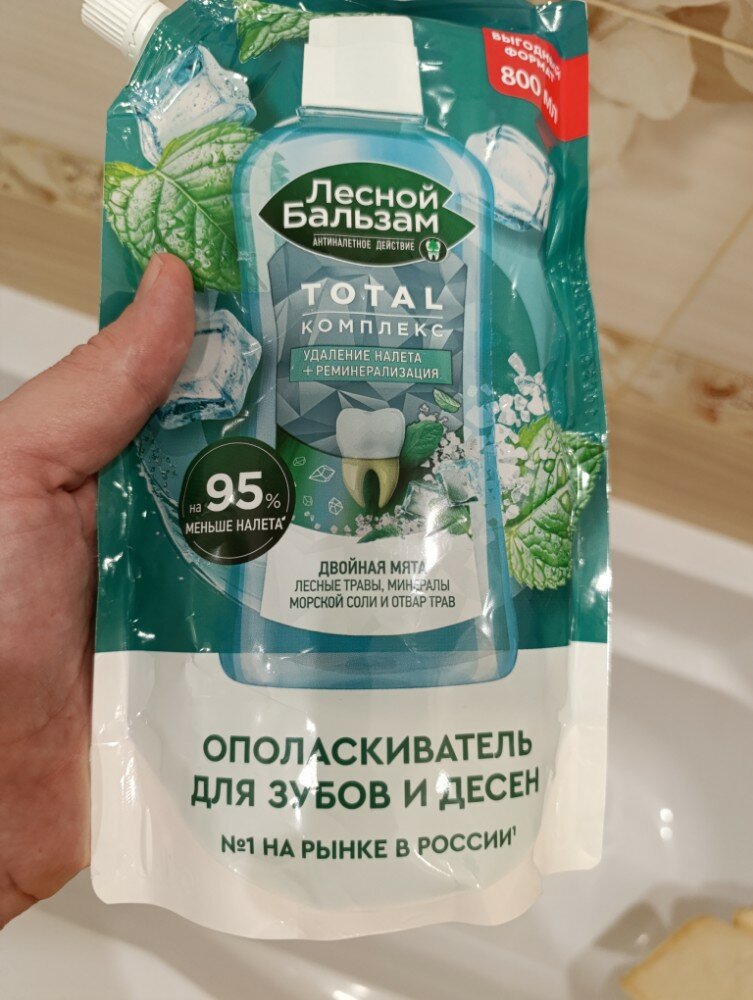 ВЫГОДНЫЙ
ФОРМАТ
800 МЛ
Лесной
Бальзам
АНТИНАЛЕТНОЕ ДЕЙСТВИЕ
TOTAL
КОМПЛЕКС
УДАЛЕНИЕ НАЛЕТА
+ РЕМИНЕРАЛИЗАЦИЯ
на 95%
МЕНЬШЕ НАЛЕТА*
ДВОЙНАЯ МЯТА
ЛЕСНЫЕ ТРАВЫ, МИНЕРАЛЫ
МОРСКОЙ СОЛИ И ОТВАР ТРАВ
ОПОЛАСКИВАТЕЛЬ
ДЛЯ ЗУБОВ И ДЕСЕН
№1 НА РЫНКЕ В РОССИИ¹